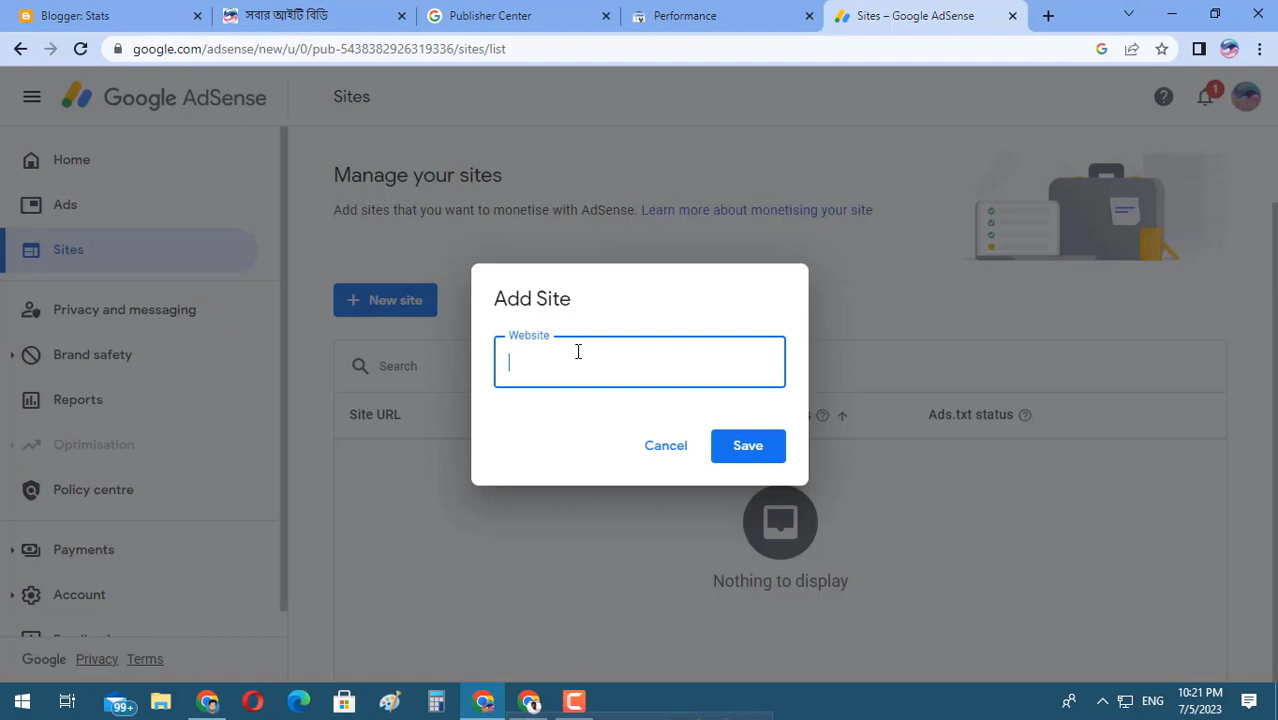 Blogger: Stats
সবার আইটি বিডি
Publisher Center
Performance
Sites – Google AdSense
google.com/adsense/new/u/0/pub-5438382926319336/sites/list
Google AdSense
Sites
1
Home
Ads
Sites
Privacy and messaging
Brand safety
Reports
Optimisation
Policy centre
Payments
Account
Google Privacy Terms
Manage your sites
Add sites that you want to monetise with AdSense. Learn more about monetising your site
+ New site
Search
Site URL
Ads.txt status
Nothing to display
Add Site
Website
Cancel
Save
99+
ENG
10:21 PM
7/5/2023